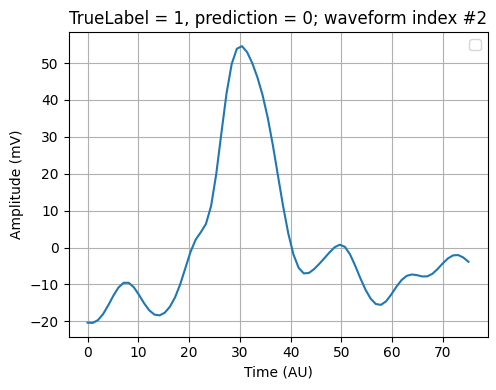 TrueLabel = 1, prediction = 0; waveform index #2
50
40
30
20
10
0
−10
−20
Amplitude (mV)
0 10 20 30 40 50 60 70
Time (AU)